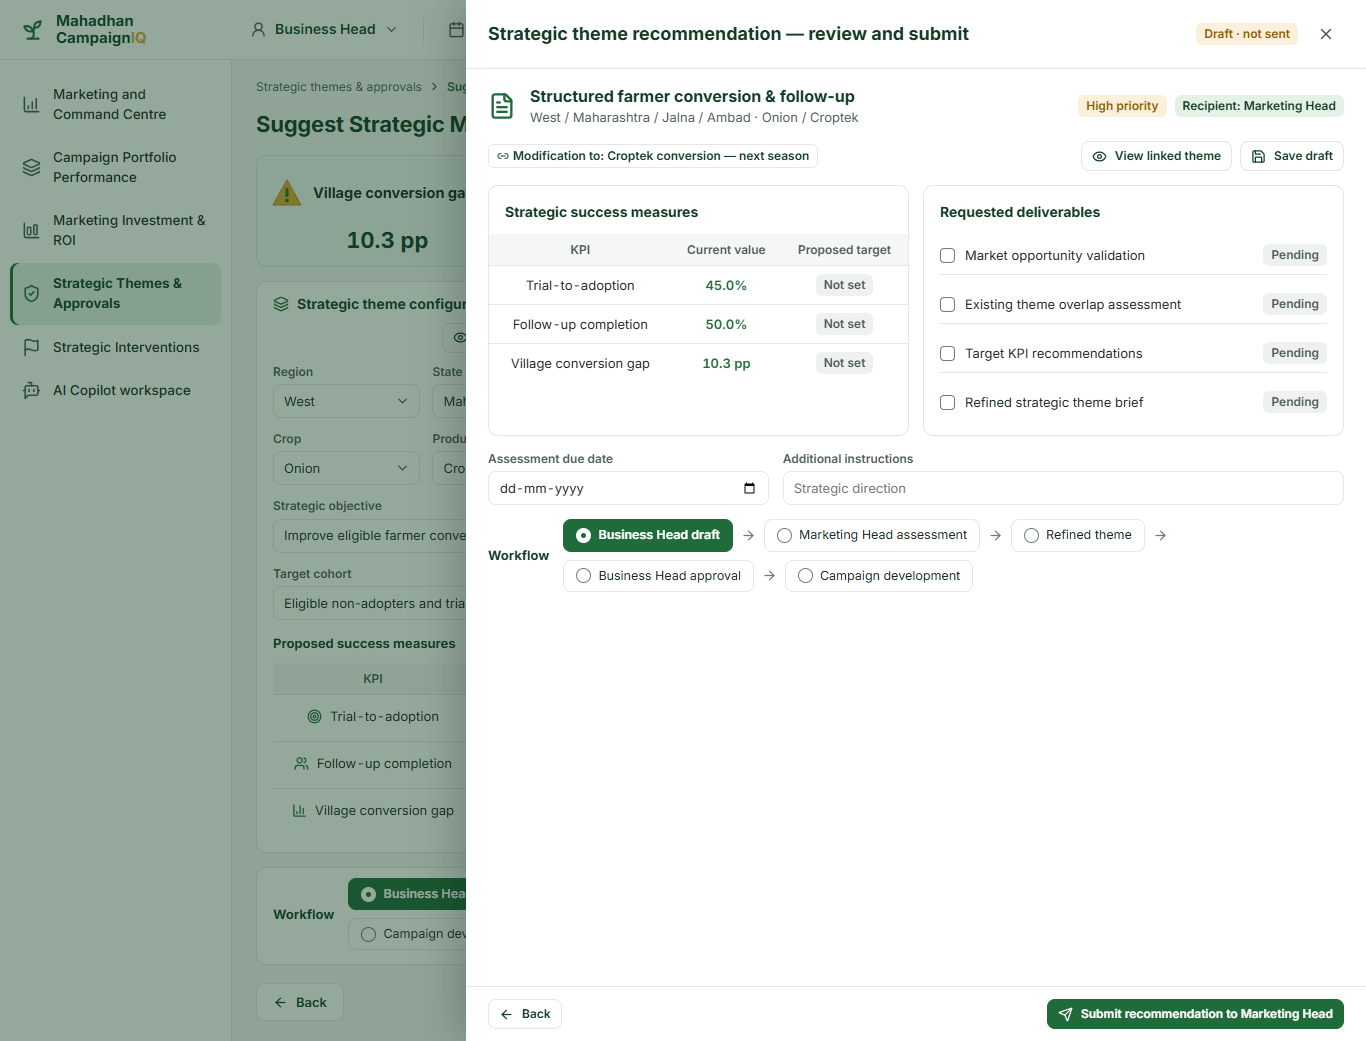 Mahadhan
CampaignIQ
Business Head
Marketing and
Command Centre
Campaign Portfolio
Performance
Marketing Investment &
ROI
Strategic Themes &
Approvals
Strategic Interventions
AI Copilot workspace
Strategic themes & approvals
Suggest Strategic
Village conversion
10.3 pp
Strategic theme
Region
State
West
Crop
Onion
Strategic objective
Improve eligible farmer
Target cohort
Eligible non-adopters and
Proposed success measures
KPI
Trial-to-adoption
Follow-up completion
Village conversion gap
Workflow
Business
Campaign
Back
Strategic theme recommendation — review and submit
Draft · not sent
Structured farmer conversion & follow-up
West / Maharashtra / Jalna / Ambad · Onion / Croptek
High priority
Recipient: Marketing Head
Modification to: Croptek conversion — next season
View linked theme
Save draft
Strategic success measures
KPI Current value Proposed target
Trial-to-adoption 45.0% Not set
Follow-up completion 50.0% Not set
Village conversion gap 10.3 pp Not set
Requested deliverables
Market opportunity validation Pending
Existing theme overlap assessment Pending
Target KPI recommendations Pending
Refined strategic theme brief Pending
Assessment due date
dd-mm-yyyy
Additional instructions
Strategic direction
Workflow
Business Head draft → Marketing Head assessment → Refined theme →
Business Head approval → Campaign development
Back
Submit recommendation to Marketing Head